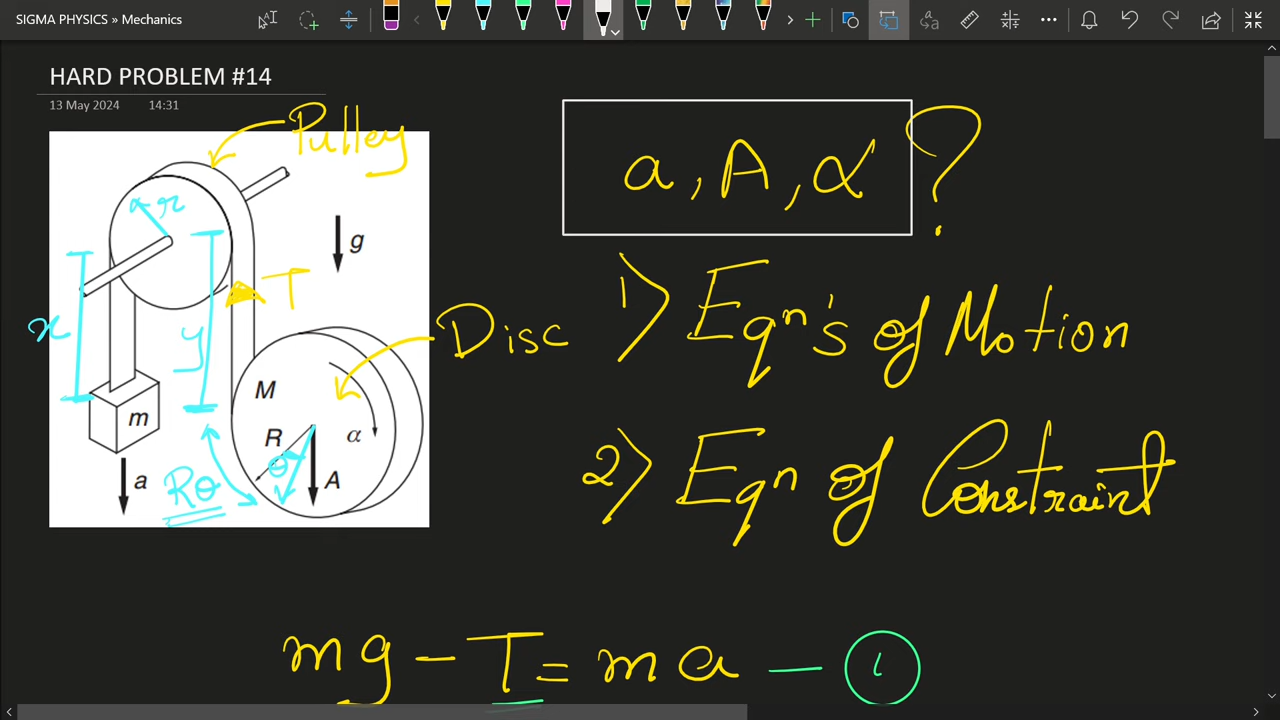 SIGMA PHYSICS » Mechanics
HARD PROBLEM #14
13 May 2024 14:31
Pulley
r
g
x
y
T
Disc
m
M
R
α
θ
A
a
Rθ
a, A, α ?
1) Eqⁿ's of Motion
2) Eqⁿ of Constraint
mg - T = ma - 1